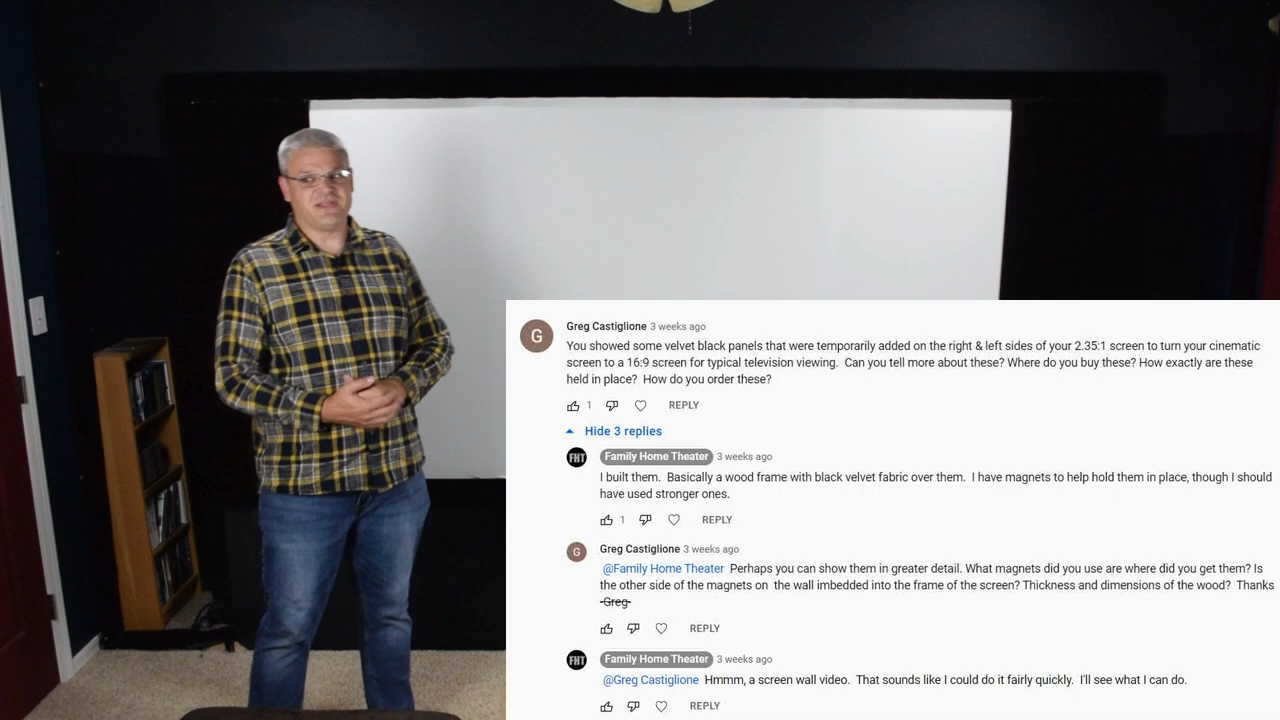 G
Greg Castiglione 3 weeks ago
You showed some velvet black panels that were temporarily added on the right & left sides of your 2.35:1 screen to turn your cinematic
screen to a 16:9 screen for typical television viewing. Can you tell more about these? Where do you buy these? How exactly are these
held in place? How do you order these?
1 REPLY
Hide 3 replies
FHT Family Home Theater 3 weeks ago
I built them. Basically a wood frame with black velvet fabric over them. I have magnets to help hold them in place, though I should
have used stronger ones.
1 REPLY
G Greg Castiglione 3 weeks ago
@Family Home Theater Perhaps you can show them in greater detail. What magnets did you use are where did you get them? Is
the other side of the magnets on the wall imbedded into the frame of the screen? Thickness and dimensions of the wood? Thanks
-Greg-
REPLY
FHT Family Home Theater 3 weeks ago
@Greg Castiglione Hmmm, a screen wall video. That sounds like I could do it fairly quickly. I'll see what I can do.
REPLY